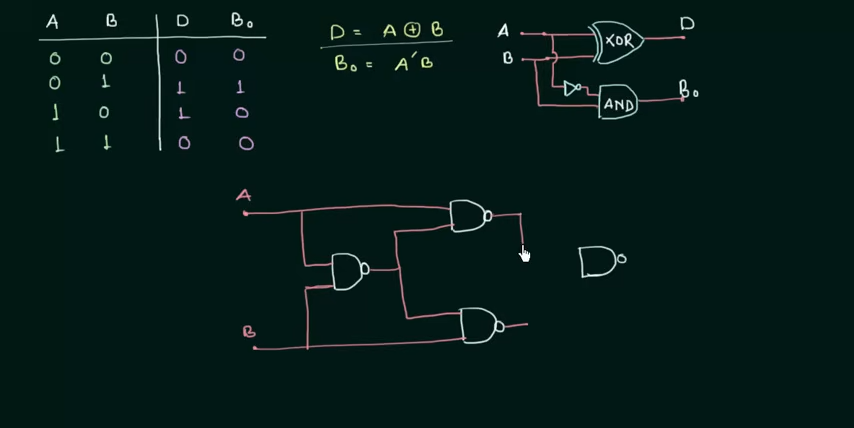 A B D B₀
0 0 0 0
0 1 1 1
1 0 1 0
1 1 0 0
D = A ⊕ B
B₀ = A′B
A
B
XOR
D
AND
B₀
A
B